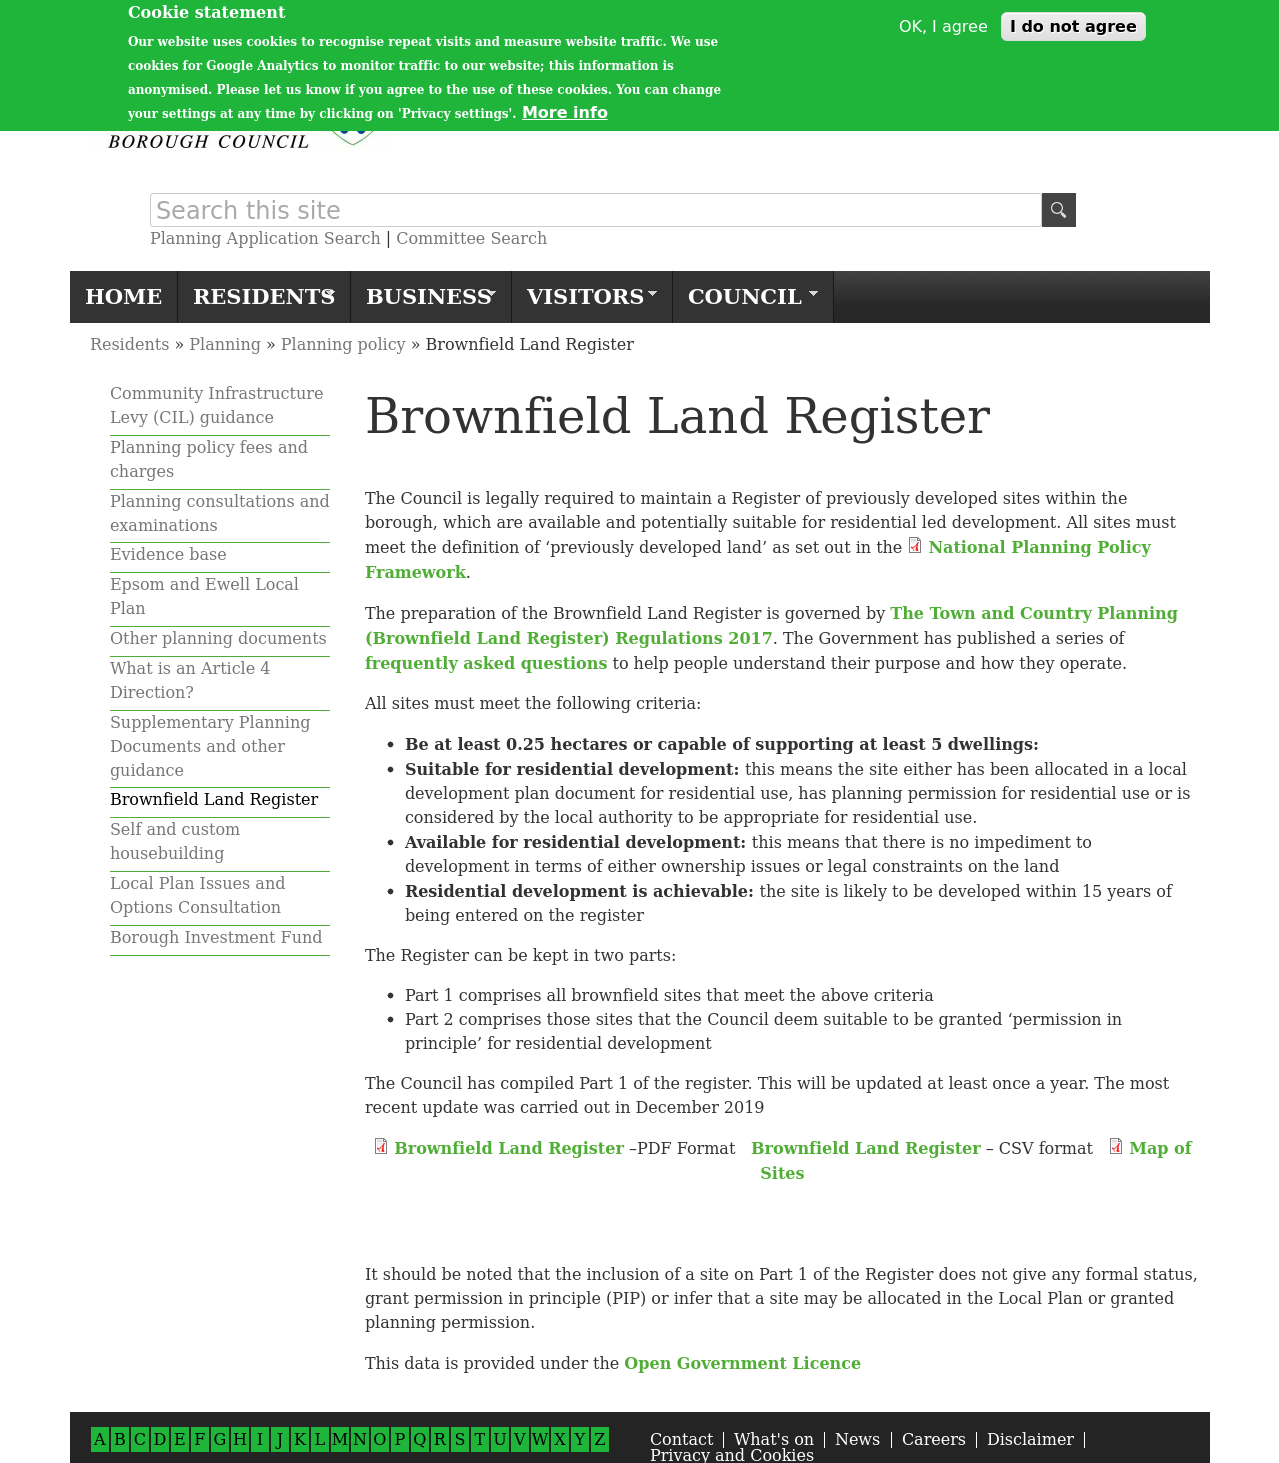 Cookie statement
Our website uses cookies to recognise repeat visits and measure website traffic. We use
cookies for Google Analytics to monitor traffic to our website; this information is
anonymised. Please let us know if you agree to the use of these cookies. You can change
your settings at any time by clicking on 'Privacy settings'. More info
OK, I agree
I do not agree
BOROUGH COUNCIL
Search this site
Planning Application Search | Committee Search
HOME RESIDENTS BUSINESS VISITORS COUNCIL
Residents » Planning » Planning policy » Brownfield Land Register
Community Infrastructure
Levy (CIL) guidance
Planning policy fees and
charges
Planning consultations and
examinations
Evidence base
Epsom and Ewell Local
Plan
Other planning documents
What is an Article 4
Direction?
Supplementary Planning
Documents and other
guidance
Brownfield Land Register
Self and custom
housebuilding
Local Plan Issues and
Options Consultation
Borough Investment Fund
Brownfield Land Register
The Council is legally required to maintain a Register of previously developed sites within the
borough, which are available and potentially suitable for residential led development. All sites must
meet the definition of ‘previously developed land’ as set out in the National Planning Policy
Framework.
The preparation of the Brownfield Land Register is governed by The Town and Country Planning
(Brownfield Land Register) Regulations 2017. The Government has published a series of
frequently asked questions to help people understand their purpose and how they operate.
All sites must meet the following criteria:
• Be at least 0.25 hectares or capable of supporting at least 5 dwellings:
• Suitable for residential development: this means the site either has been allocated in a local
development plan document for residential use, has planning permission for residential use or is
considered by the local authority to be appropriate for residential use.
• Available for residential development: this means that there is no impediment to
development in terms of either ownership issues or legal constraints on the land
• Residential development is achievable: the site is likely to be developed within 15 years of
being entered on the register
The Register can be kept in two parts:
• Part 1 comprises all brownfield sites that meet the above criteria
• Part 2 comprises those sites that the Council deem suitable to be granted ‘permission in
principle’ for residential development
The Council has compiled Part 1 of the register. This will be updated at least once a year. The most
recent update was carried out in December 2019
Brownfield Land Register –PDF Format Brownfield Land Register – CSV format Map of
Sites
It should be noted that the inclusion of a site on Part 1 of the Register does not give any formal status,
grant permission in principle (PIP) or infer that a site may be allocated in the Local Plan or granted
planning permission.
This data is provided under the Open Government Licence
A B C D E F G H I J K L M N O P Q R S T U V W X Y Z
Contact | What's on | News | Careers | Disclaimer |
Privacy and Cookies